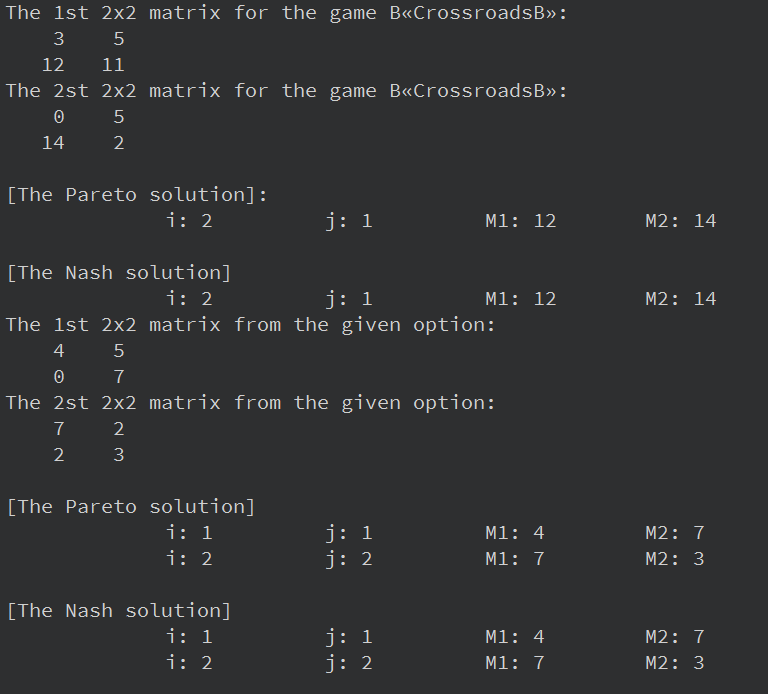 The 1st 2x2 matrix for the game В«CrossroadsВ»:
3 5
12 11
The 2st 2x2 matrix for the game В«CrossroadsВ»:
0 5
14 2
[The Pareto solution]:
i: 2 j: 1 M1: 12 M2: 14
[The Nash solution]
i: 2 j: 1 M1: 12 M2: 14
The 1st 2x2 matrix from the given option:
4 5
0 7
The 2st 2x2 matrix from the given option:
7 2
2 3
[The Pareto solution]
i: 1 j: 1 M1: 4 M2: 7
i: 2 j: 2 M1: 7 M2: 3
[The Nash solution]
i: 1 j: 1 M1: 4 M2: 7
i: 2 j: 2 M1: 7 M2: 3